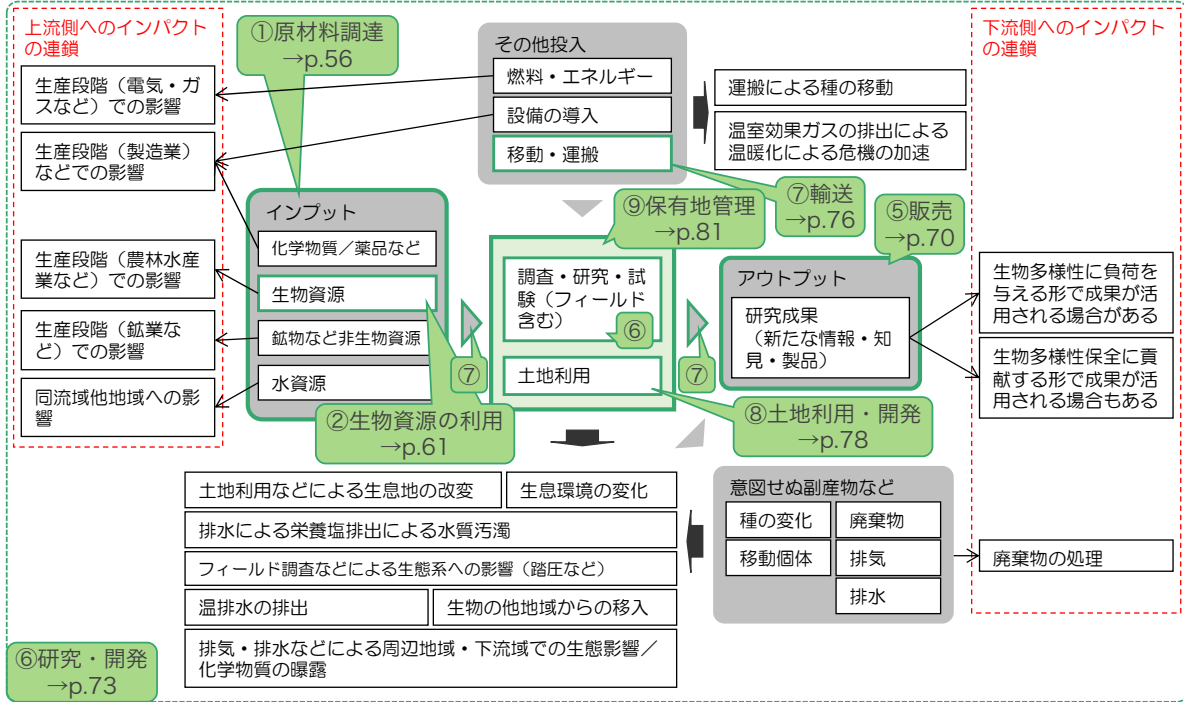 上流側へのインパクト
の連鎖
生産段階（電気・ガ
スなど）での影響
生産段階（製造業）
などでの影響
生産段階（農林水産
業など）での影響
生産段階（鉱業な
ど）での影響
同流域他地域への影
響
①原材料調達
→p.56
インプット
化学物質／薬品など
生物資源
鉱物など非生物資源
水資源
②生物資源の利用
→p.61
その他投入
燃料・エネルギー
設備の導入
移動・運搬
運搬による種の移動
温室効果ガスの排出による
温暖化による危機の加速
⑦輸送
→p.76
⑨保有地管理
→p.81
調査・研究・試
験（フィールド
含む）
⑥
土地利用
⑦
⑦
⑧土地利用・開発
→p.78
⑤販売
→p.70
アウトプット
研究成果
（新たな情報・知
見・製品）
下流側へのインパクト
の連鎖
生物多様性に負荷を
与える形で成果が活
用される場合がある
生物多様性保全に貢
献する形で成果が活
用される場合もある
廃棄物の処理
意図せぬ副産物など
種の変化
廃棄物
移動個体
排気
排水
土地利用などによる生息地の改変
生息環境の変化
排水による栄養塩排出による水質汚濁
フィールド調査などによる生態系への影響（踏圧など）
温排水の排出
生物の他地域からの移入
排気・排水などによる周辺地域・下流域での生態影響／
化学物質の曝露
⑥研究・開発
→p.73